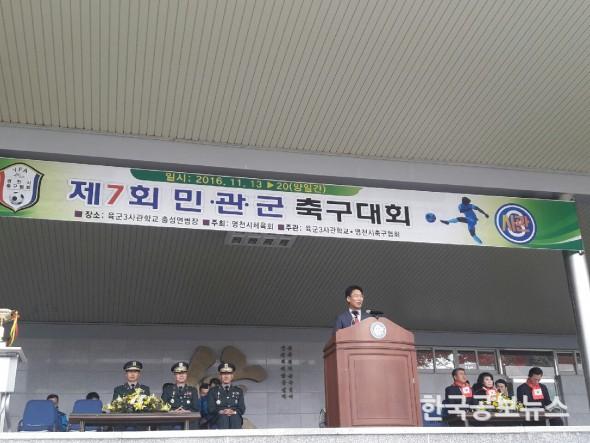 일시: 2016. 11. 13 ▶20(양일간)
제7회 민·관·군 축구대회
■장소: 육군3사관학교 충성연병장 ■주최: 영천시체육회 ■주관: 육군3사관학교·영천시축구협회
한국공보뉴스